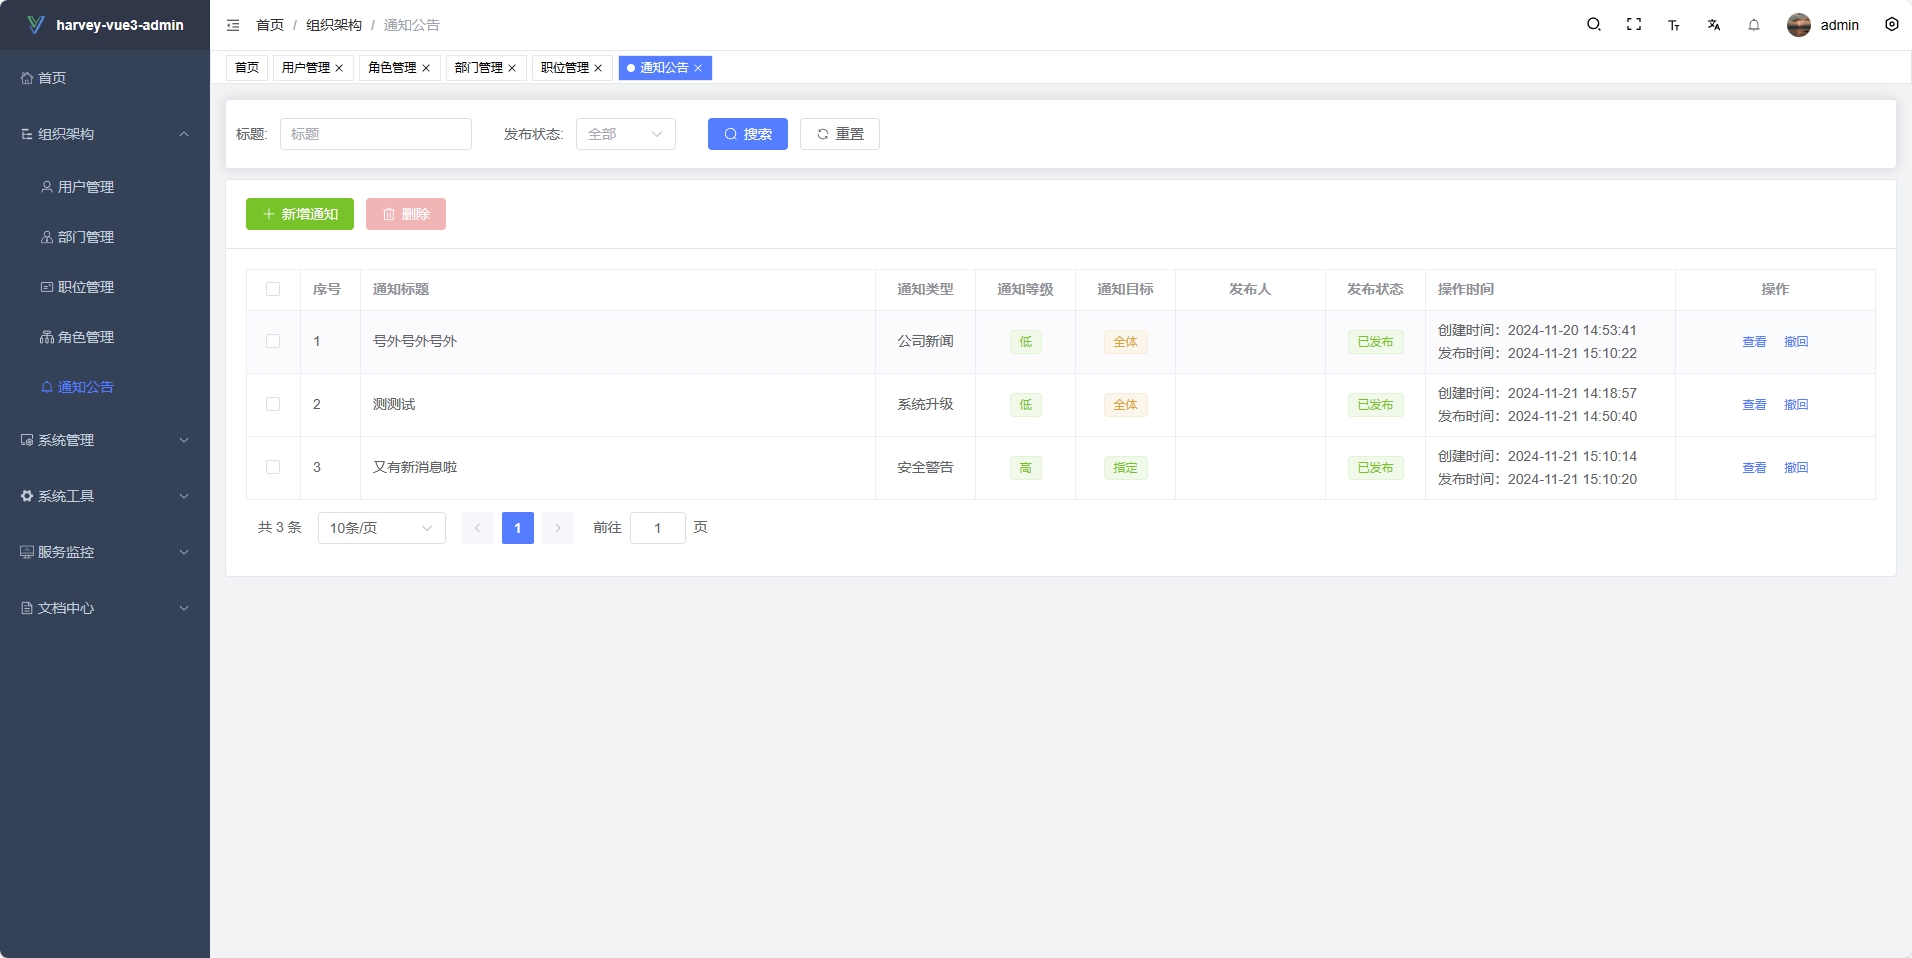 harvey-vue3-admin
首页 / 组织架构 / 通知公告
admin
首页
组织架构
用户管理
部门管理
职位管理
角色管理
通知公告
系统管理
系统工具
服务监控
文档中心
首页 用户管理 角色管理 部门管理 职位管理 通知公告
标题: 标题 发布状态: 全部 搜索 重置
新增通知 删除
序号 通知标题 通知类型 通知等级 通知目标 发布人 发布状态 操作时间 操作
1 号外号外号外 公司新闻 低 全体 已发布 创建时间：2024-11-20 14:53:41 查看 撤回
发布时间：2024-11-21 15:10:22
2 测测试 系统升级 低 全体 已发布 创建时间：2024-11-21 14:18:57 查看 撤回
发布时间：2024-11-21 14:50:40
3 又有新消息啦 安全警告 高 指定 已发布 创建时间：2024-11-21 15:10:14 查看 撤回
发布时间：2024-11-21 15:10:20
共 3 条 10条/页 1 前往 1 页